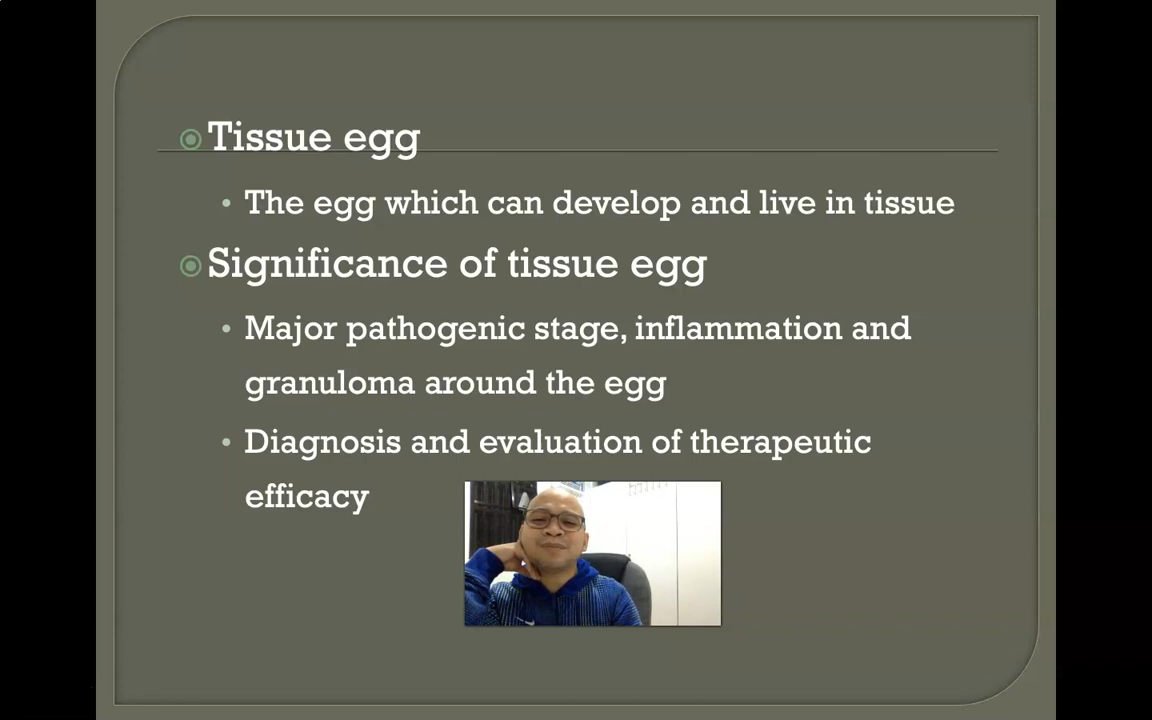 Tissue egg
The egg which can develop and live in tissue
Significance of tissue egg
Major pathogenic stage, inflammation and
granuloma around the egg
Diagnosis and evaluation of therapeutic
efficacy